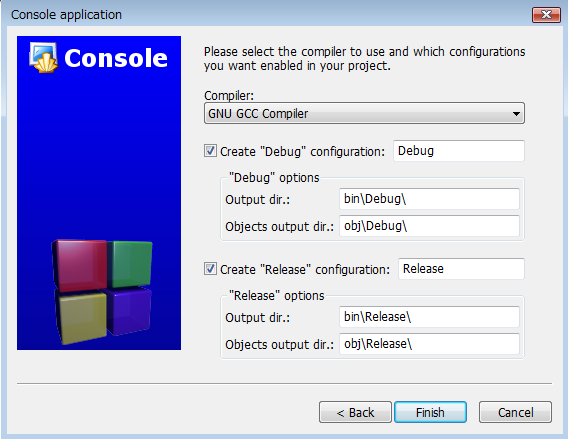 Console application
Console
Please select the compiler to use and which configurations
you want enabled in your project.
Compiler:
GNU GCC Compiler
Create "Debug" configuration: Debug
"Debug" options
Output dir.: bin\Debug\
Objects output dir.: obj\Debug\
Create "Release" configuration: Release
"Release" options
Output dir.: bin\Release\
Objects output dir.: obj\Release\
< Back Finish Cancel